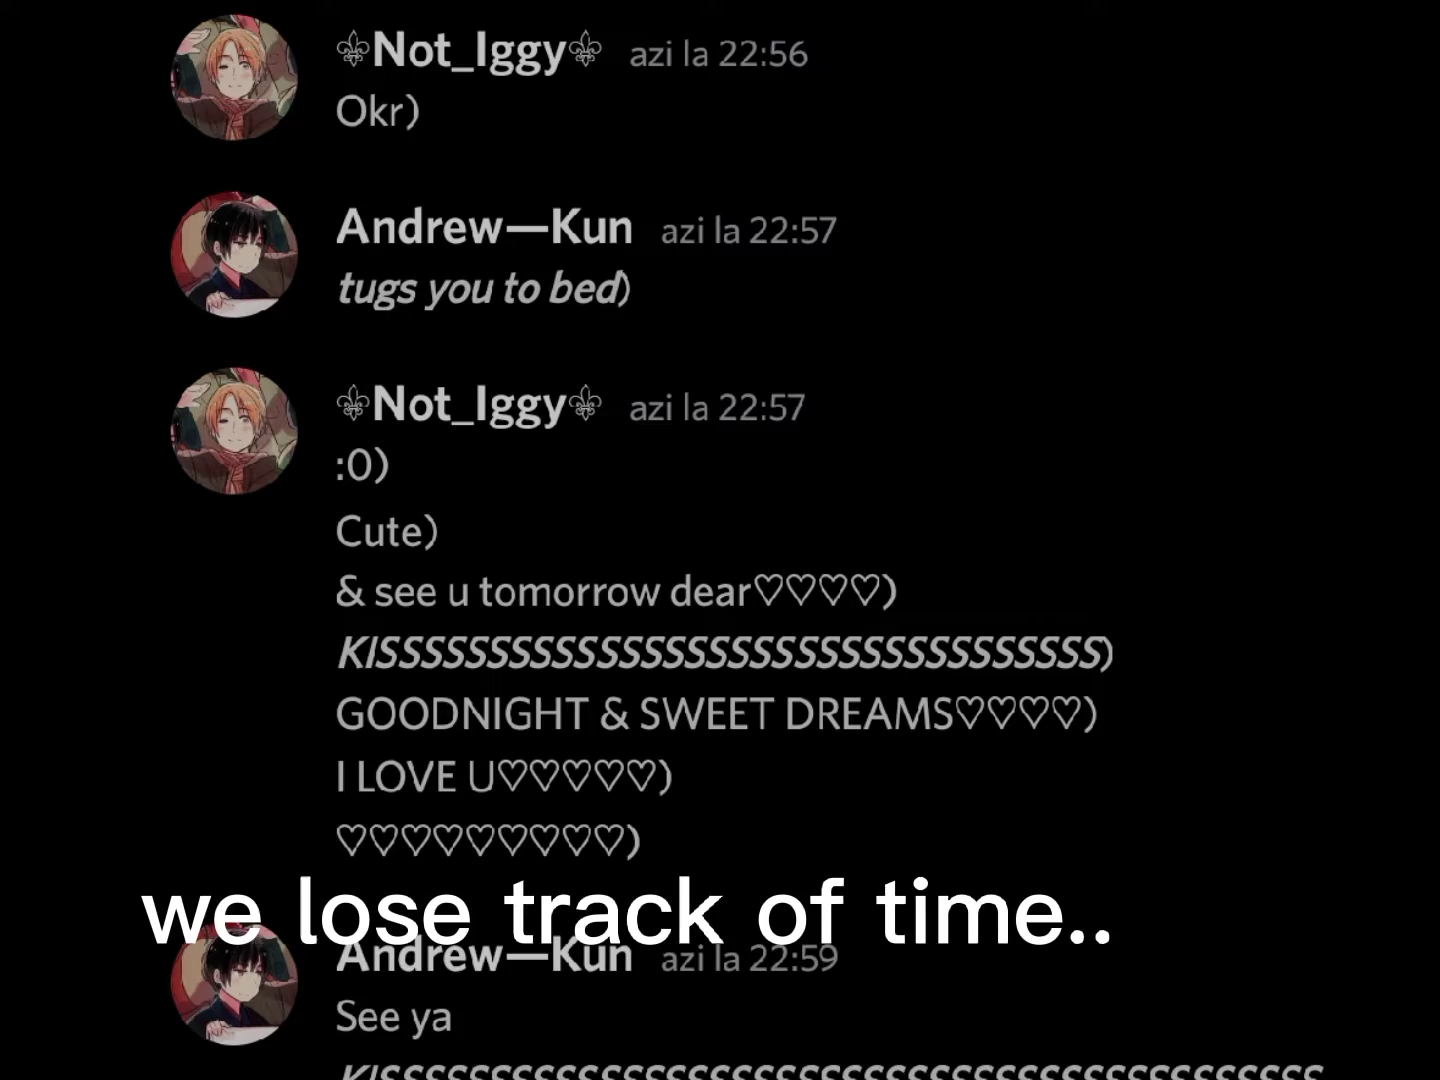 ⚜Not_Iggy⚜ azi la 22:56
Okr)
Andrew—Kun azi la 22:57
tugs you to bed)
⚜Not_Iggy⚜ azi la 22:57
:0)
Cute)
& see u tomorrow dear♡♡♡♡)
KISSSSSSSSSSSSSSSSSSSSSSSSSSSSSSSSSS)
GOODNIGHT & SWEET DREAMS♡♡♡♡)
I LOVE U♡♡♡♡♡)
♡♡♡♡♡♡♡♡♡)
we lose track of time..
Andrew—Kun azi la 22:59
See ya